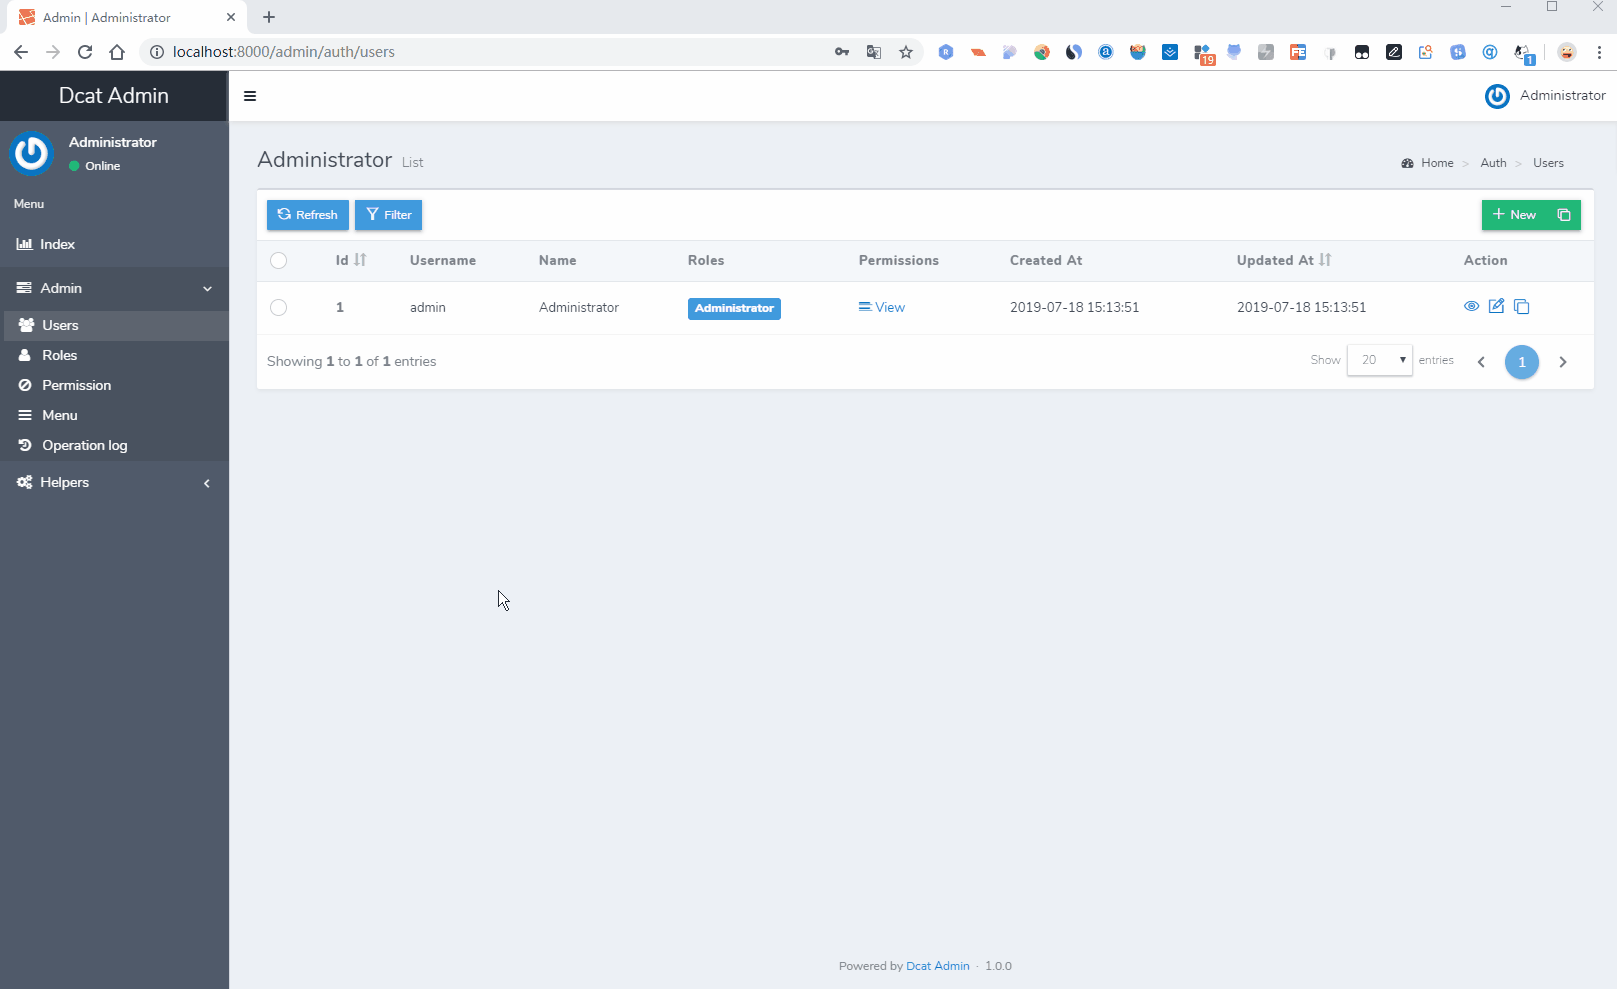 Admin | Administrator
localhost:8000/admin/auth/users
19
1
Dcat Admin
Administrator
Administrator
Online
Menu
Index
Admin
Users
Roles
Permission
Menu
Operation log
Helpers
Administrator List
Home > Auth > Users
Refresh
Filter
New
Id Username Name Roles Permissions Created At Updated At Action
1 admin Administrator Administrator View 2019-07-18 15:13:51 2019-07-18 15:13:51
Showing 1 to 1 of 1 entries
Show 20 entries
1
Powered by Dcat Admin · 1.0.0